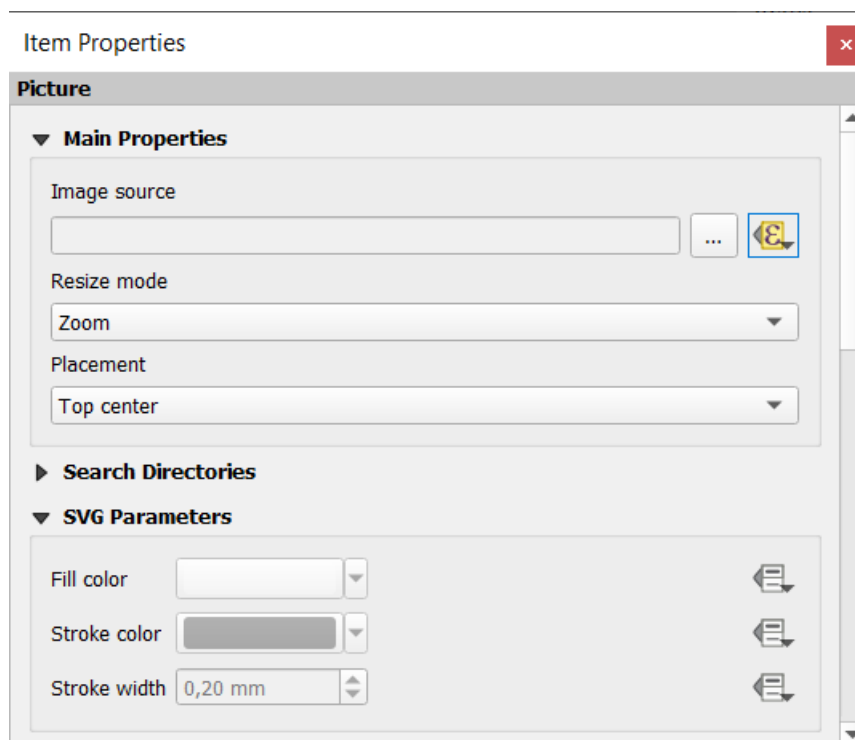 Item Properties
Picture
Main Properties
Image source
...
ε
Resize mode
Zoom
Placement
Top center
Search Directories
SVG Parameters
Fill color
Stroke color
Stroke width 0,20 mm